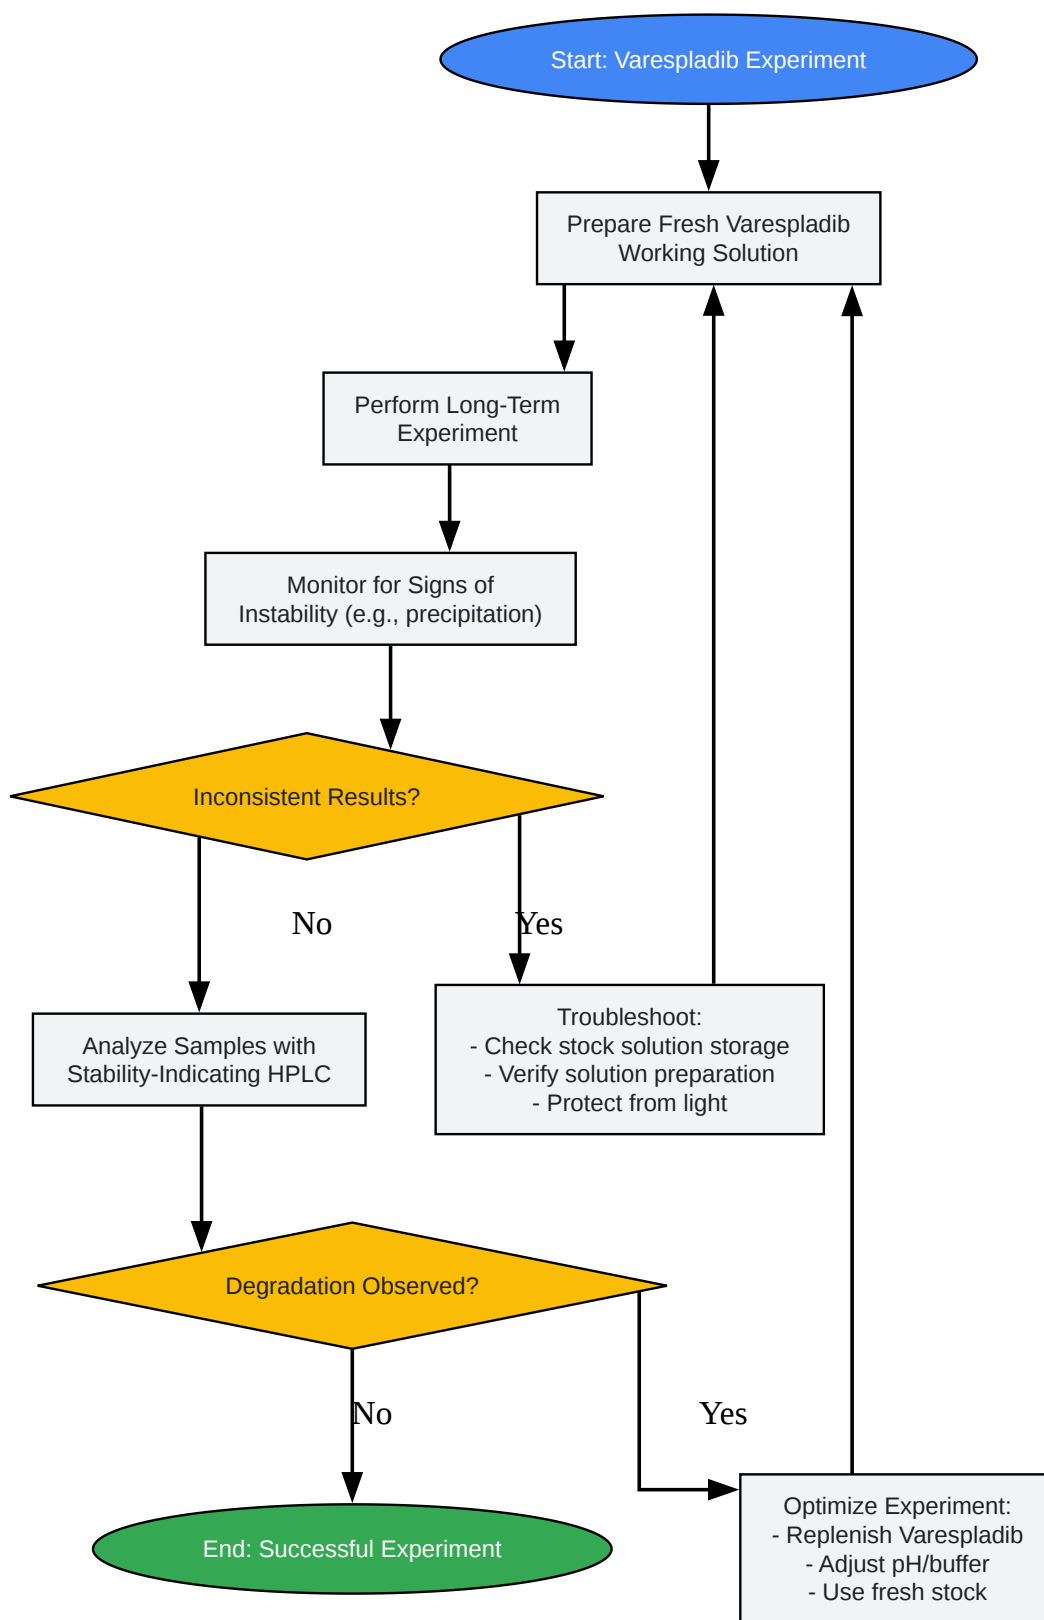 Start: Varespladib Experiment
Prepare Fresh Varespladib
Working Solution
Perform Long-Term
Experiment
Monitor for Signs of
Instability (e.g., precipitation)
Inconsistent Results?
No
Yes
Troubleshoot:
- Check stock solution storage
- Verify solution preparation
- Protect from light
Analyze Samples with
Stability-Indicating HPLC
Degradation Observed?
No
Yes
Optimize Experiment:
- Replenish Varespladib
- Adjust pH/buffer
- Use fresh stock
End: Successful Experiment